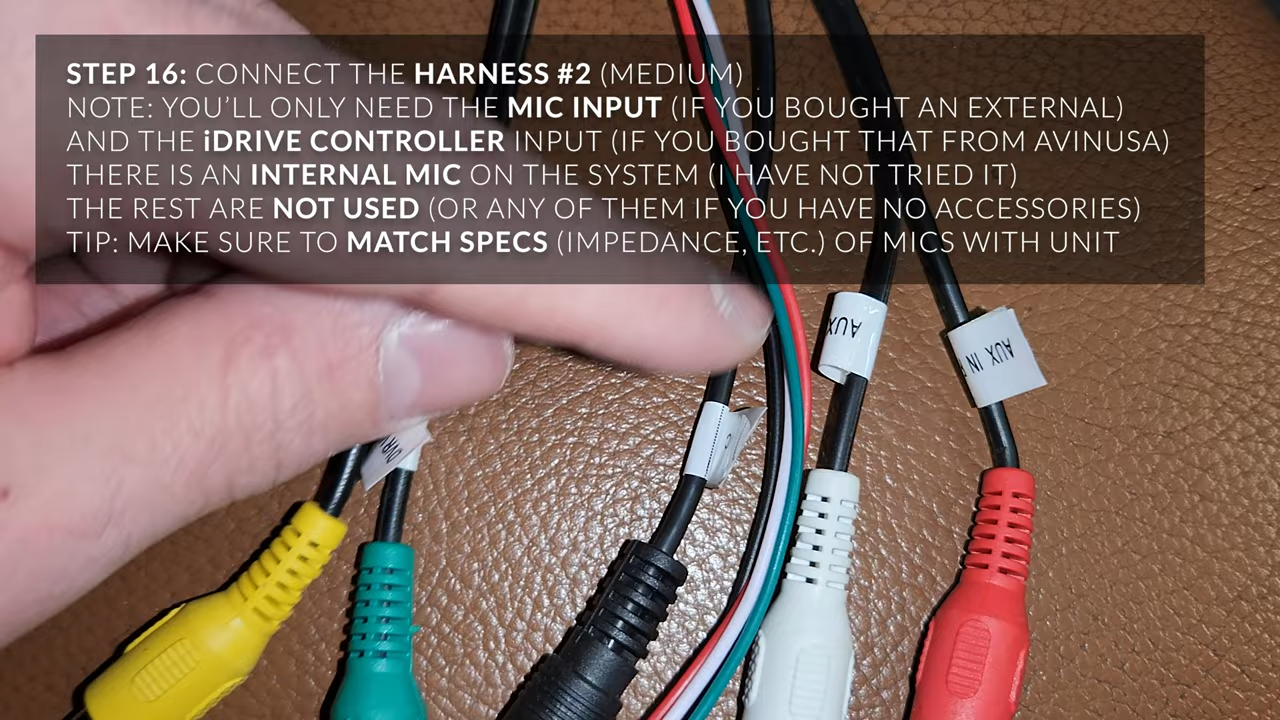 STEP 16: CONNECT THE HARNESS #2 (MEDIUM)
NOTE: YOU'LL ONLY NEED THE MIC INPUT (IF YOU BOUGHT AN EXTERNAL)
AND THE iDRIVE CONTROLLER INPUT (IF YOU BOUGHT THAT FROM AVINUSA)
THERE IS AN INTERNAL MIC ON THE SYSTEM (I HAVE NOT TRIED IT)
THE REST ARE NOT USED (OR ANY OF THEM IF YOU HAVE NO ACCESSORIES)
TIP: MAKE SURE TO MATCH SPECS (IMPEDANCE, ETC.) OF MICS WITH UNIT
AUX
AUX IN